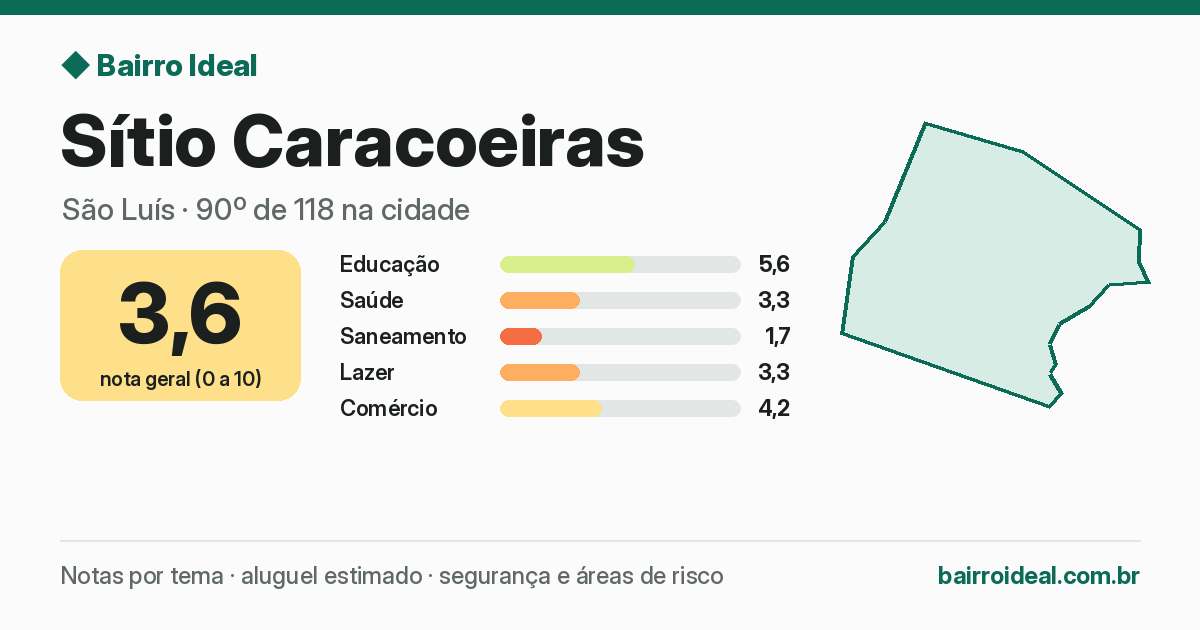 Bairro Ideal
Sítio Caracoeiras
São Luís · 90º de 118 na cidade
3,6
nota geral (0 a 10)
Educação 5,6
Saúde 3,3
Saneamento 1,7
Lazer 3,3
Comércio 4,2
Notas por tema · aluguel estimado · segurança e áreas de risco
bairroideal.com.br